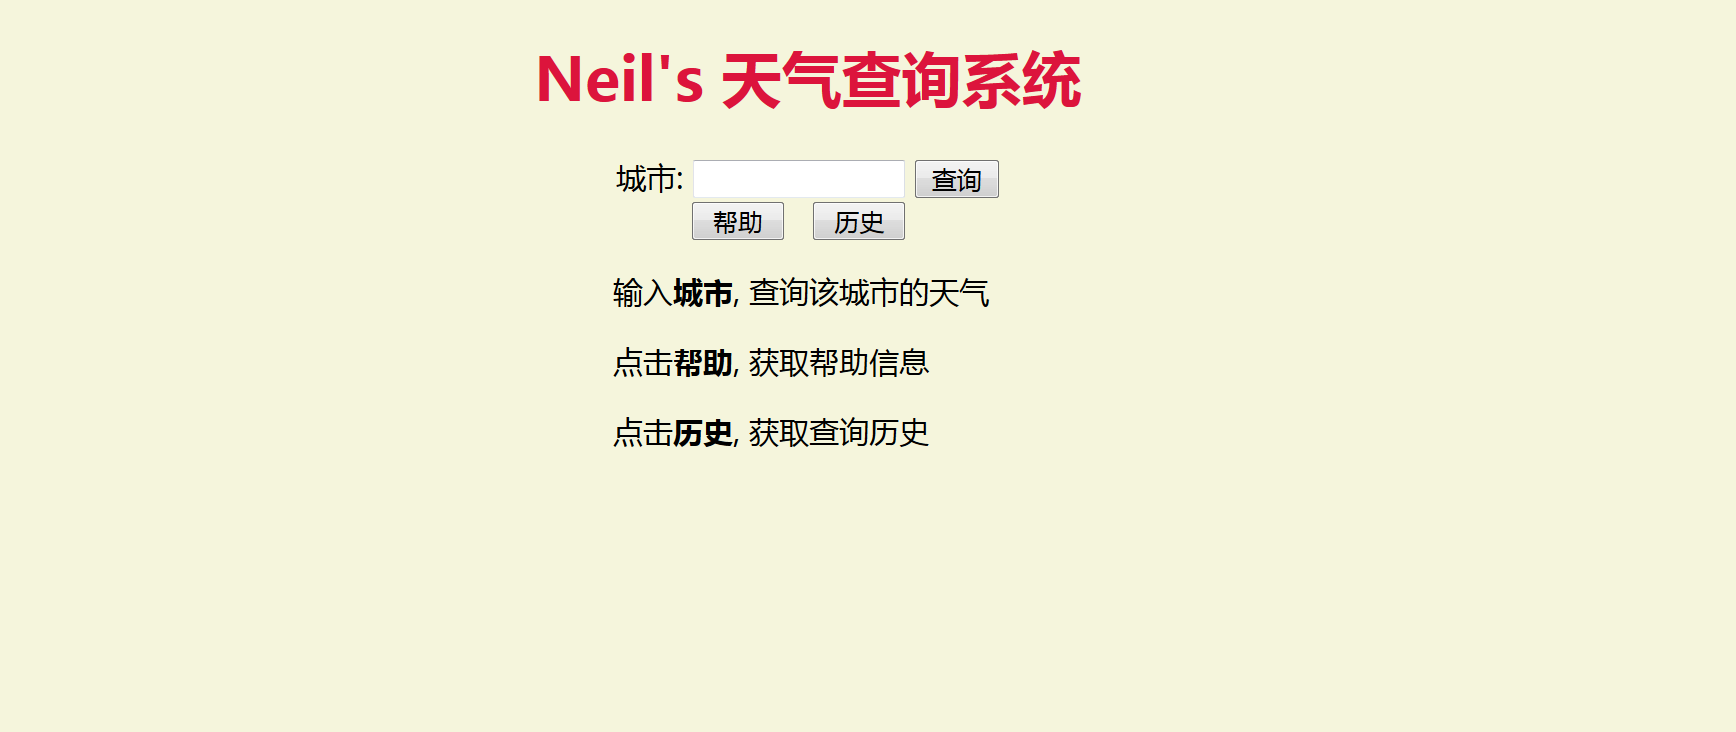 Neil's 天气查询系统
城市: 查询
帮助 历史
输入城市, 查询该城市的天气
点击帮助, 获取帮助信息
点击历史, 获取查询历史